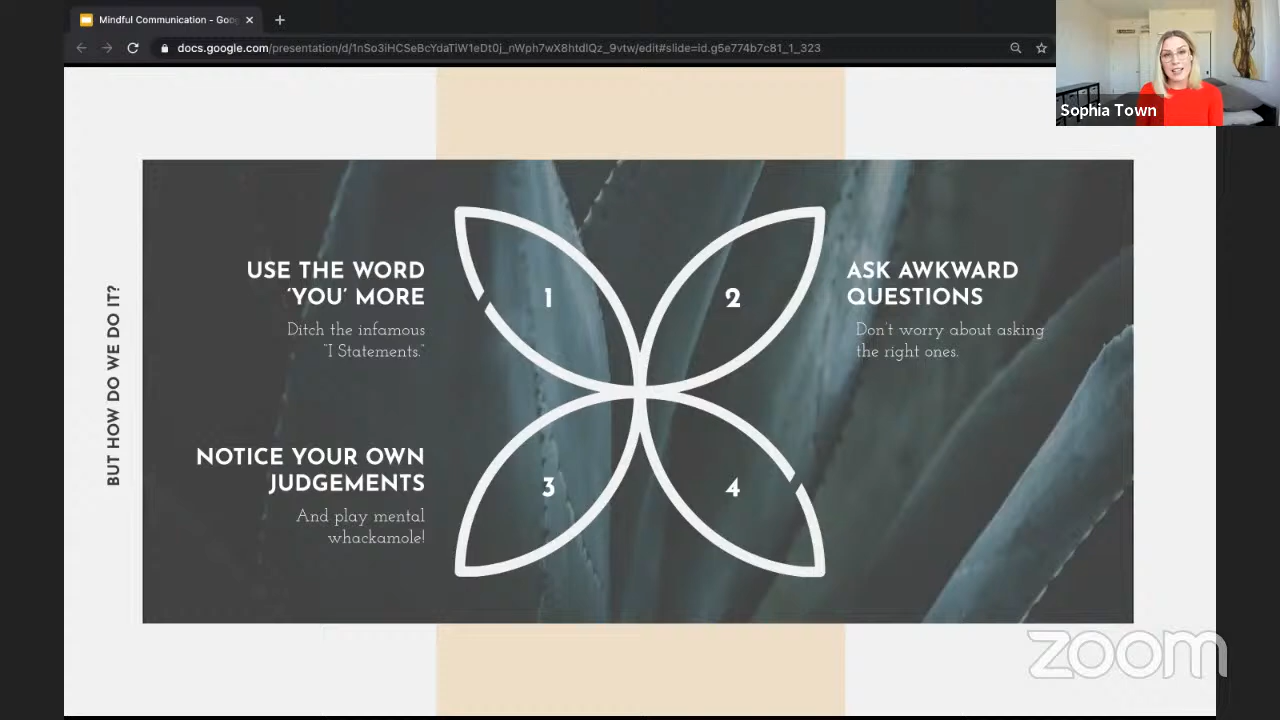 Mindful Communication - Goo
docs.google.com/presentation/d/1nSo3iHCSeBcYdaTiW1eDt0j_nWph7wX8htdlQz_9vtw/edit#slide=id.g5e774b7c81_1_323
Sophia Town
BUT HOW DO WE DO IT?
USE THE WORD
‘YOU’ MORE
Ditch the infamous
"I Statements."
1
2
ASK AWKWARD
QUESTIONS
Don't worry about asking
the right ones.
NOTICE YOUR OWN
JUDGEMENTS
And play mental
whackamole!
3
4
zoom